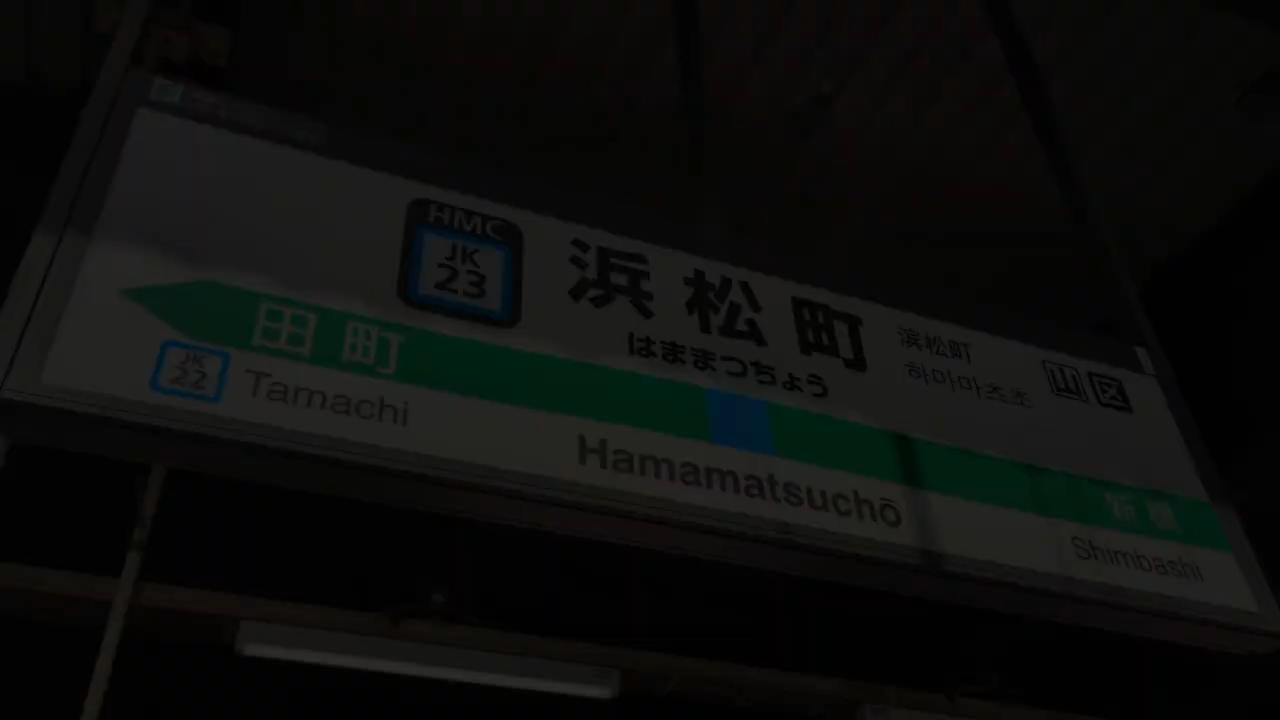 HMC
JK
23
浜松町
はままつちょう
浜松町
하마마츠쵸
山 区
田町
JK
22
Tamachi
Hamamatsuchō
新橋
Shimbashi